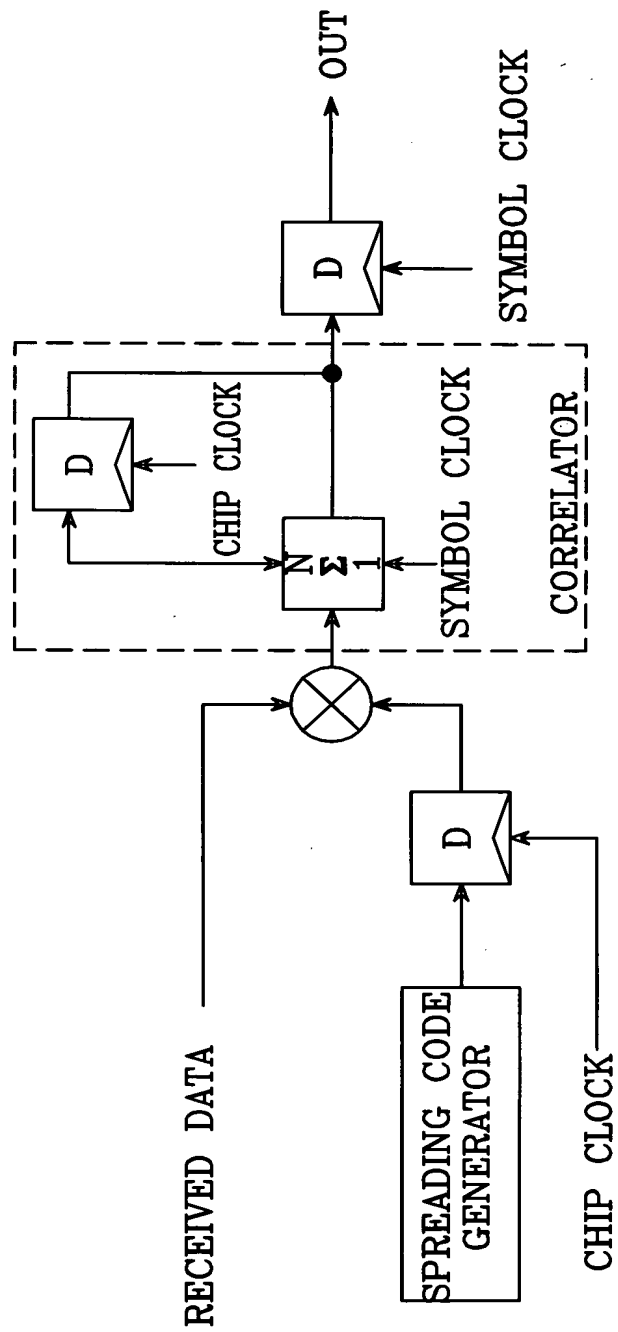 RECEIVED DATA
SPREADING CODE
GENERATOR
CHIP CLOCK
D
N
Σ
1
SYMBOL CLOCK
D
CHIP CLOCK
CORRELATOR
D
SYMBOL CLOCK
OUT